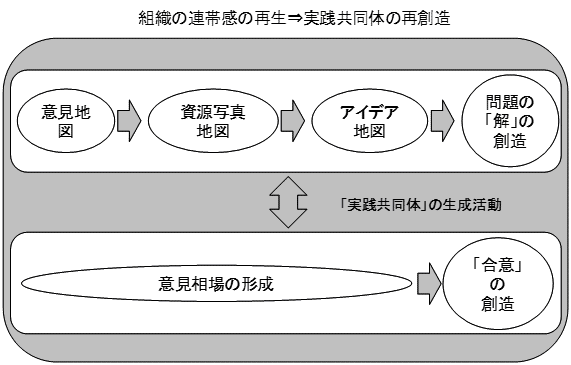 組織の連帯感の再生⇒実践共同体の再創造
意見地
図
資源写真
地図
アイデア
地図
問題の
「解」の
創造
「実践共同体」の生成活動
意見相場の形成
「合意」
の
創造